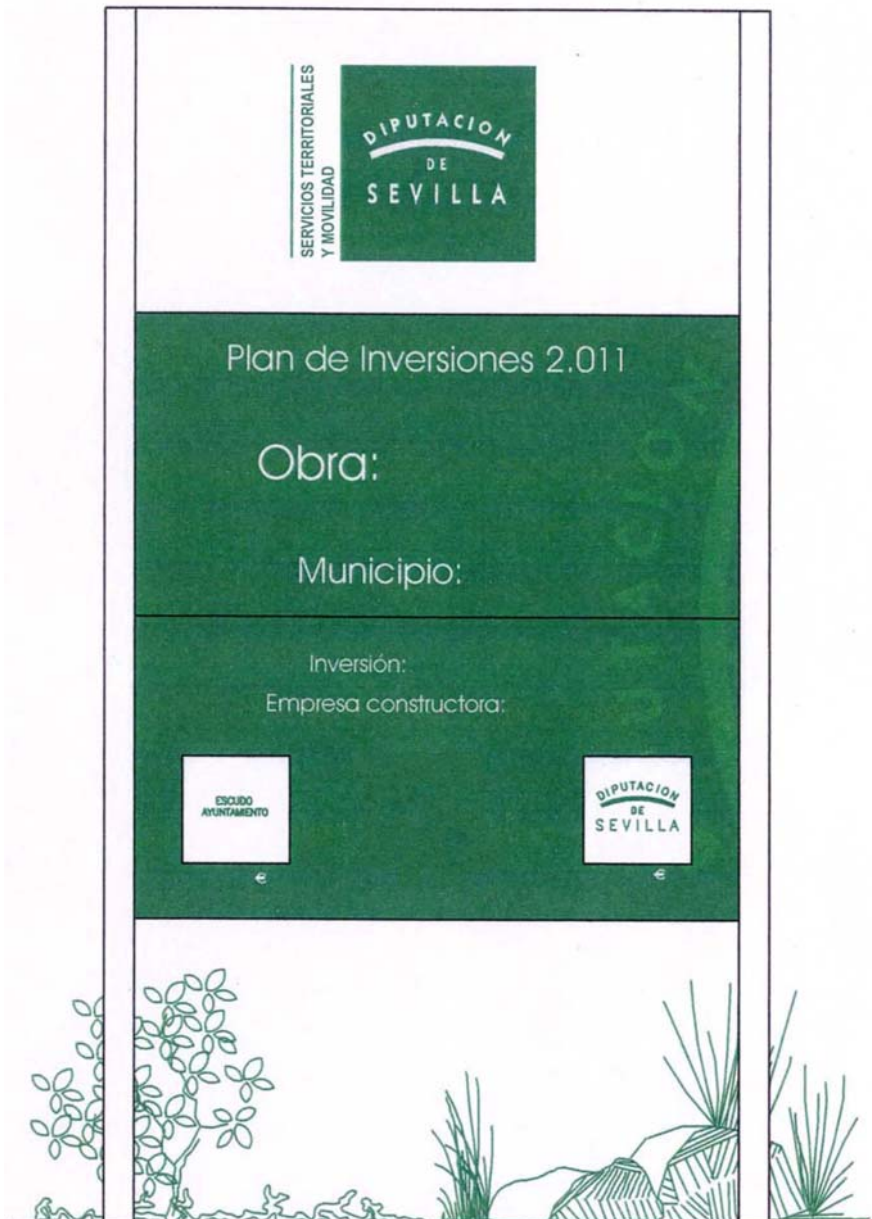 SERVICIOS TERRITORIALES
Y MOVILIDAD
DIPUTACION
DE
SEVILLA
Plan de Inversiones 2.011
Obra:
Municipio:
Inversión:
Empresa constructora:
ESCUDO
AYUNTAMIENTO
€
DIPUTACION
DE
SEVILLA
€